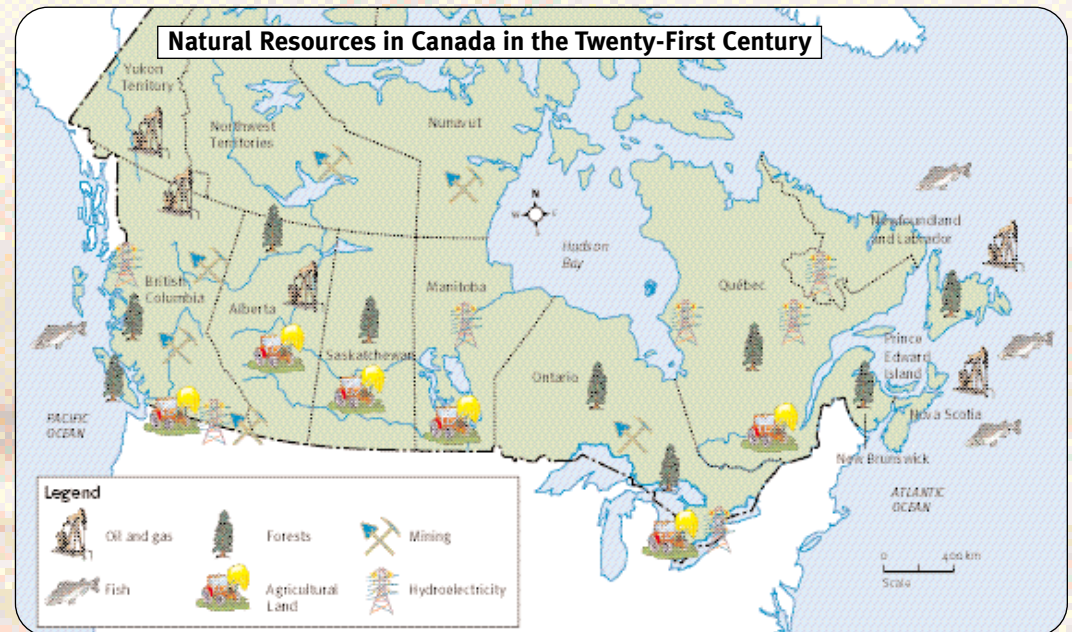 Natural Resources in Canada in the Twenty-First Century
Yukon
Territory
Northwest
Territories
Nunavut
N
W
E
S
Hudson
Bay
Newfoundland
and Labrador
British
Columbia
Alberta
Saskatchewan
Manitoba
Ontario
Québec
Prince
Edward
Island
Nova Scotia
New Brunswick
PACIFIC
OCEAN
ATLANTIC
OCEAN
0 400 km
Scale
Legend
Oil and gas
Forests
Mining
Fish
Agricultural
Land
Hydroelectricity